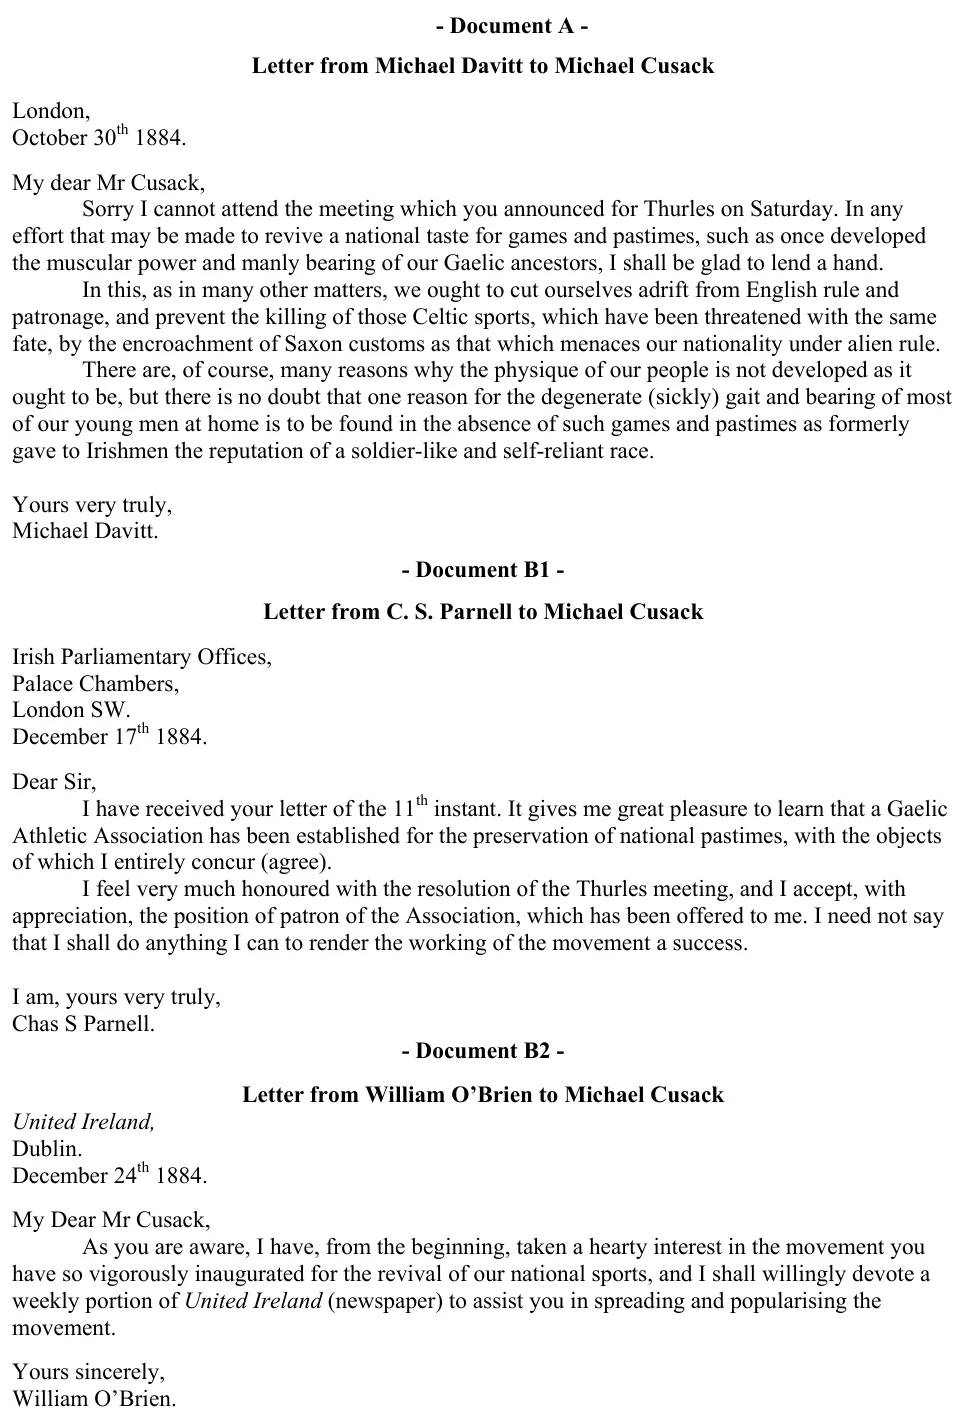 - Document A -
Letter from Michael Davitt to Michael Cusack
London,
October 30th 1884.
My dear Mr Cusack,
Sorry I cannot attend the meeting which you announced for Thurles on Saturday. In any
effort that may be made to revive a national taste for games and pastimes, such as once developed
the muscular power and manly bearing of our Gaelic ancestors, I shall be glad to lend a hand.
In this, as in many other matters, we ought to cut ourselves adrift from English rule and
patronage, and prevent the killing of those Celtic sports, which have been threatened with the same
fate, by the encroachment of Saxon customs as that which menaces our nationality under alien rule.
There are, of course, many reasons why the physique of our people is not developed as it
ought to be, but there is no doubt that one reason for the degenerate (sickly) gait and bearing of most
of our young men at home is to be found in the absence of such games and pastimes as formerly
gave to Irishmen the reputation of a soldier-like and self-reliant race.
Yours very truly,
Michael Davitt.
- Document B1 -
Letter from C. S. Parnell to Michael Cusack
Irish Parliamentary Offices,
Palace Chambers,
London SW.
December 17th 1884.
Dear Sir,
I have received your letter of the 11th instant. It gives me great pleasure to learn that a Gaelic
Athletic Association has been established for the preservation of national pastimes, with the objects
of which I entirely concur (agree).
I feel very much honoured with the resolution of the Thurles meeting, and I accept, with
appreciation, the position of patron of the Association, which has been offered to me. I need not say
that I shall do anything I can to render the working of the movement a success.
I am, yours very truly,
Chas S Parnell.
- Document B2 -
Letter from William O’Brien to Michael Cusack
United Ireland,
Dublin.
December 24th 1884.
My Dear Mr Cusack,
As you are aware, I have, from the beginning, taken a hearty interest in the movement you
have so vigorously inaugurated for the revival of our national sports, and I shall willingly devote a
weekly portion of United Ireland (newspaper) to assist you in spreading and popularising the
movement.
Yours sincerely,
William O’Brien.